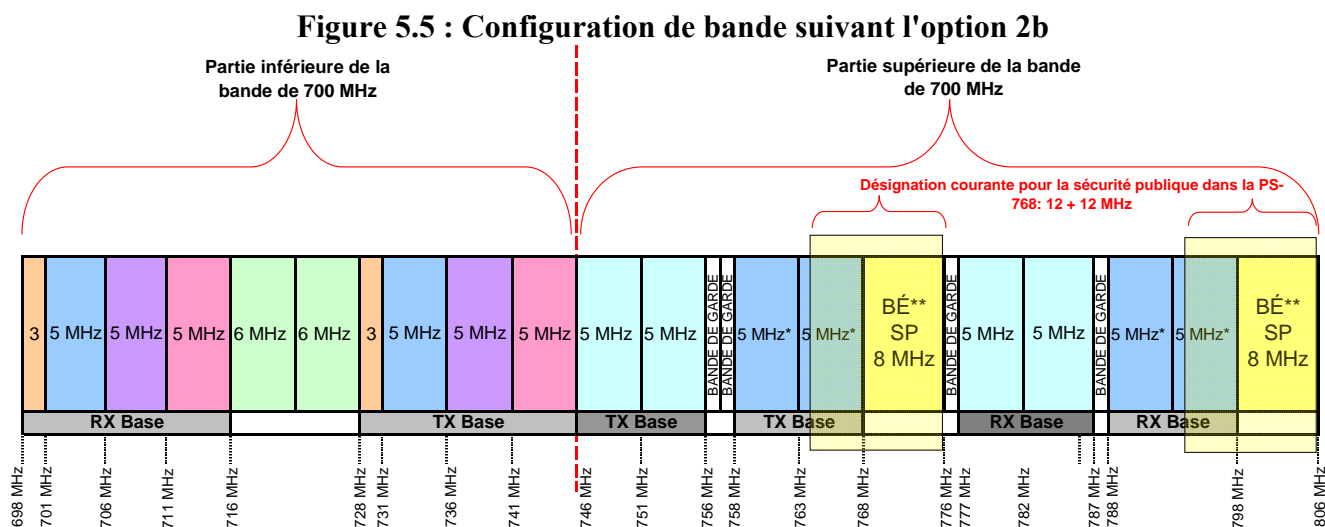 Figure 5.5 : Configuration de bande suivant l'option 2b
Partie inférieure de la
bande de 700 MHz
Partie supérieure de la bande
de 700 MHz
Désignation courante pour la sécurité publique dans la PS-
768: 12 + 12 MHz
3
5 MHz
5 MHz
5 MHz
6 MHz
6 MHz
3
5 MHz
5 MHz
5 MHz
5 MHz
5 MHz
BANDE DE GARDE
BANDE DE GARDE
5 MHz*
5 MHz*
BÉ**
SP
8 MHz
BANDE DE GARDE
5 MHz
5 MHz
BANDE DE GARDE
5 MHz*
5 MHz*
BÉ**
SP
8 MHz
RX Base
TX Base
TX Base
TX Base
RX Base
RX Base
698 MHz
701 MHz
706 MHz
711 MHz
716 MHz
728 MHz
731 MHz
736 MHz
741 MHz
746 MHz
751 MHz
756 MHz
758 MHz
763 MHz
768 MHz
776 MHz
777 MHz
782 MHz
787 MHz
788 MHz
798 MHz
806 MHz